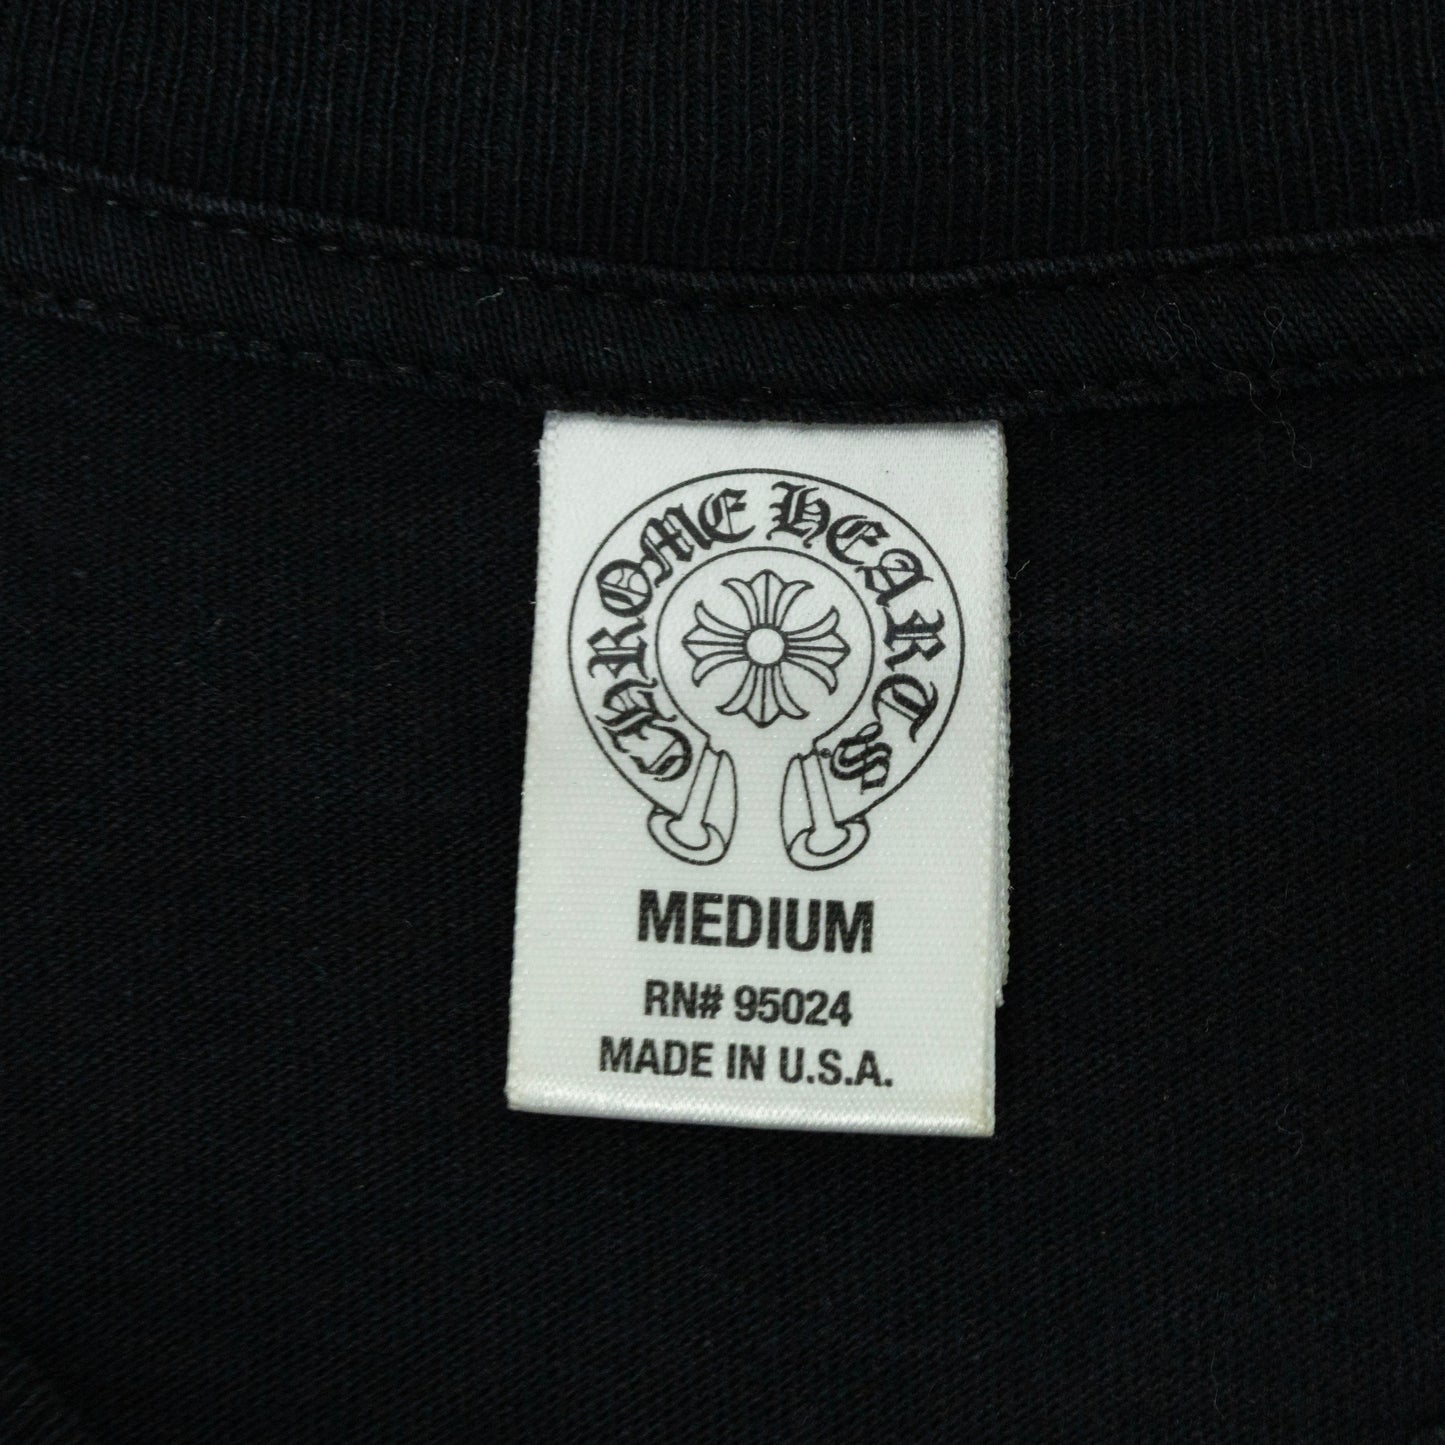 CHROME HEARTS
MEDIUM
RN# 95024
MADE IN U.S.A.